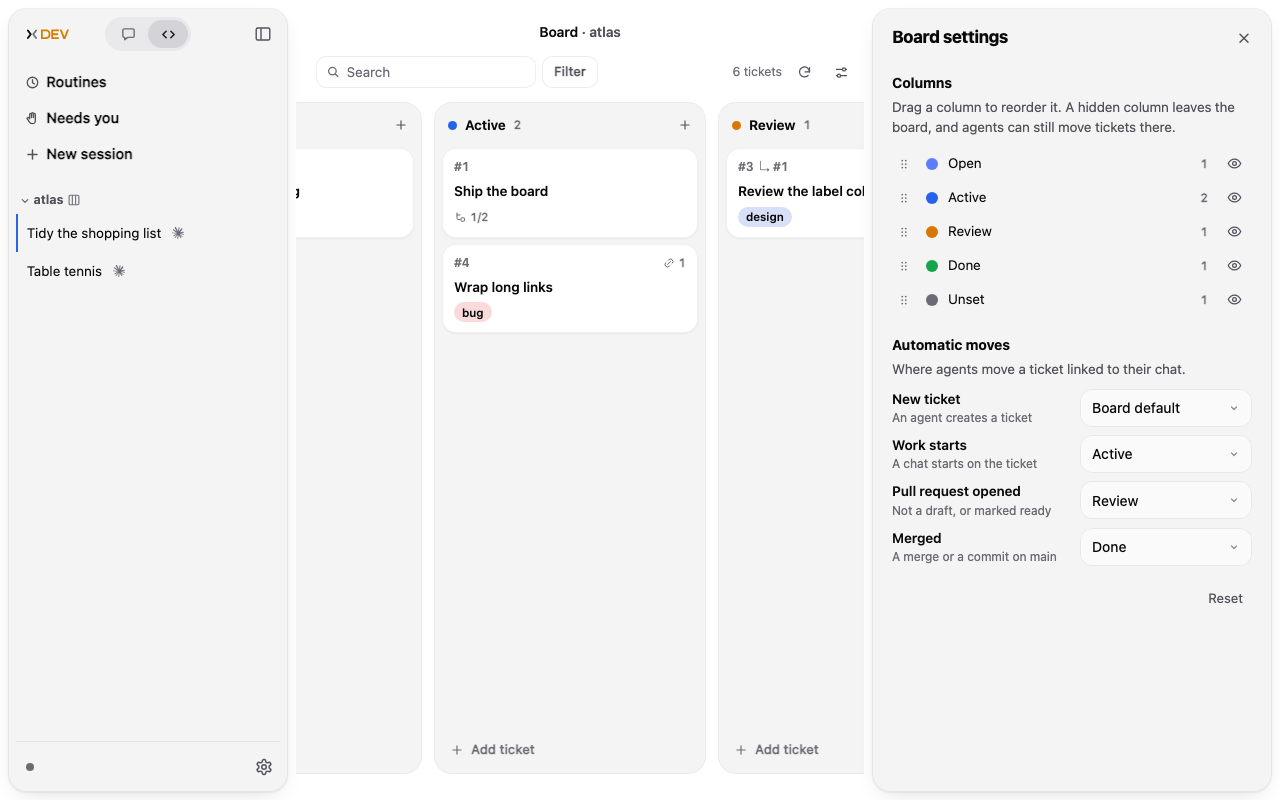 DEV
Routines
Needs you
New session
atlas
Tidy the shopping list
Table tennis
Board · atlas
Search
Filter
6 tickets
Active 2
#1
Ship the board
1/2
#4
1
Wrap long links
bug
Add ticket
Review 1
#3 #1
Review the label col
design
Add ticket
Board settings
Columns
Drag a column to reorder it. A hidden column leaves the
board, and agents can still move tickets there.
Open 1
Active 2
Review 1
Done 1
Unset 1
Automatic moves
Where agents move a ticket linked to their chat.
New ticket
An agent creates a ticket
Board default
Work starts
A chat starts on the ticket
Active
Pull request opened
Not a draft, or marked ready
Review
Merged
A merge or a commit on main
Done
Reset